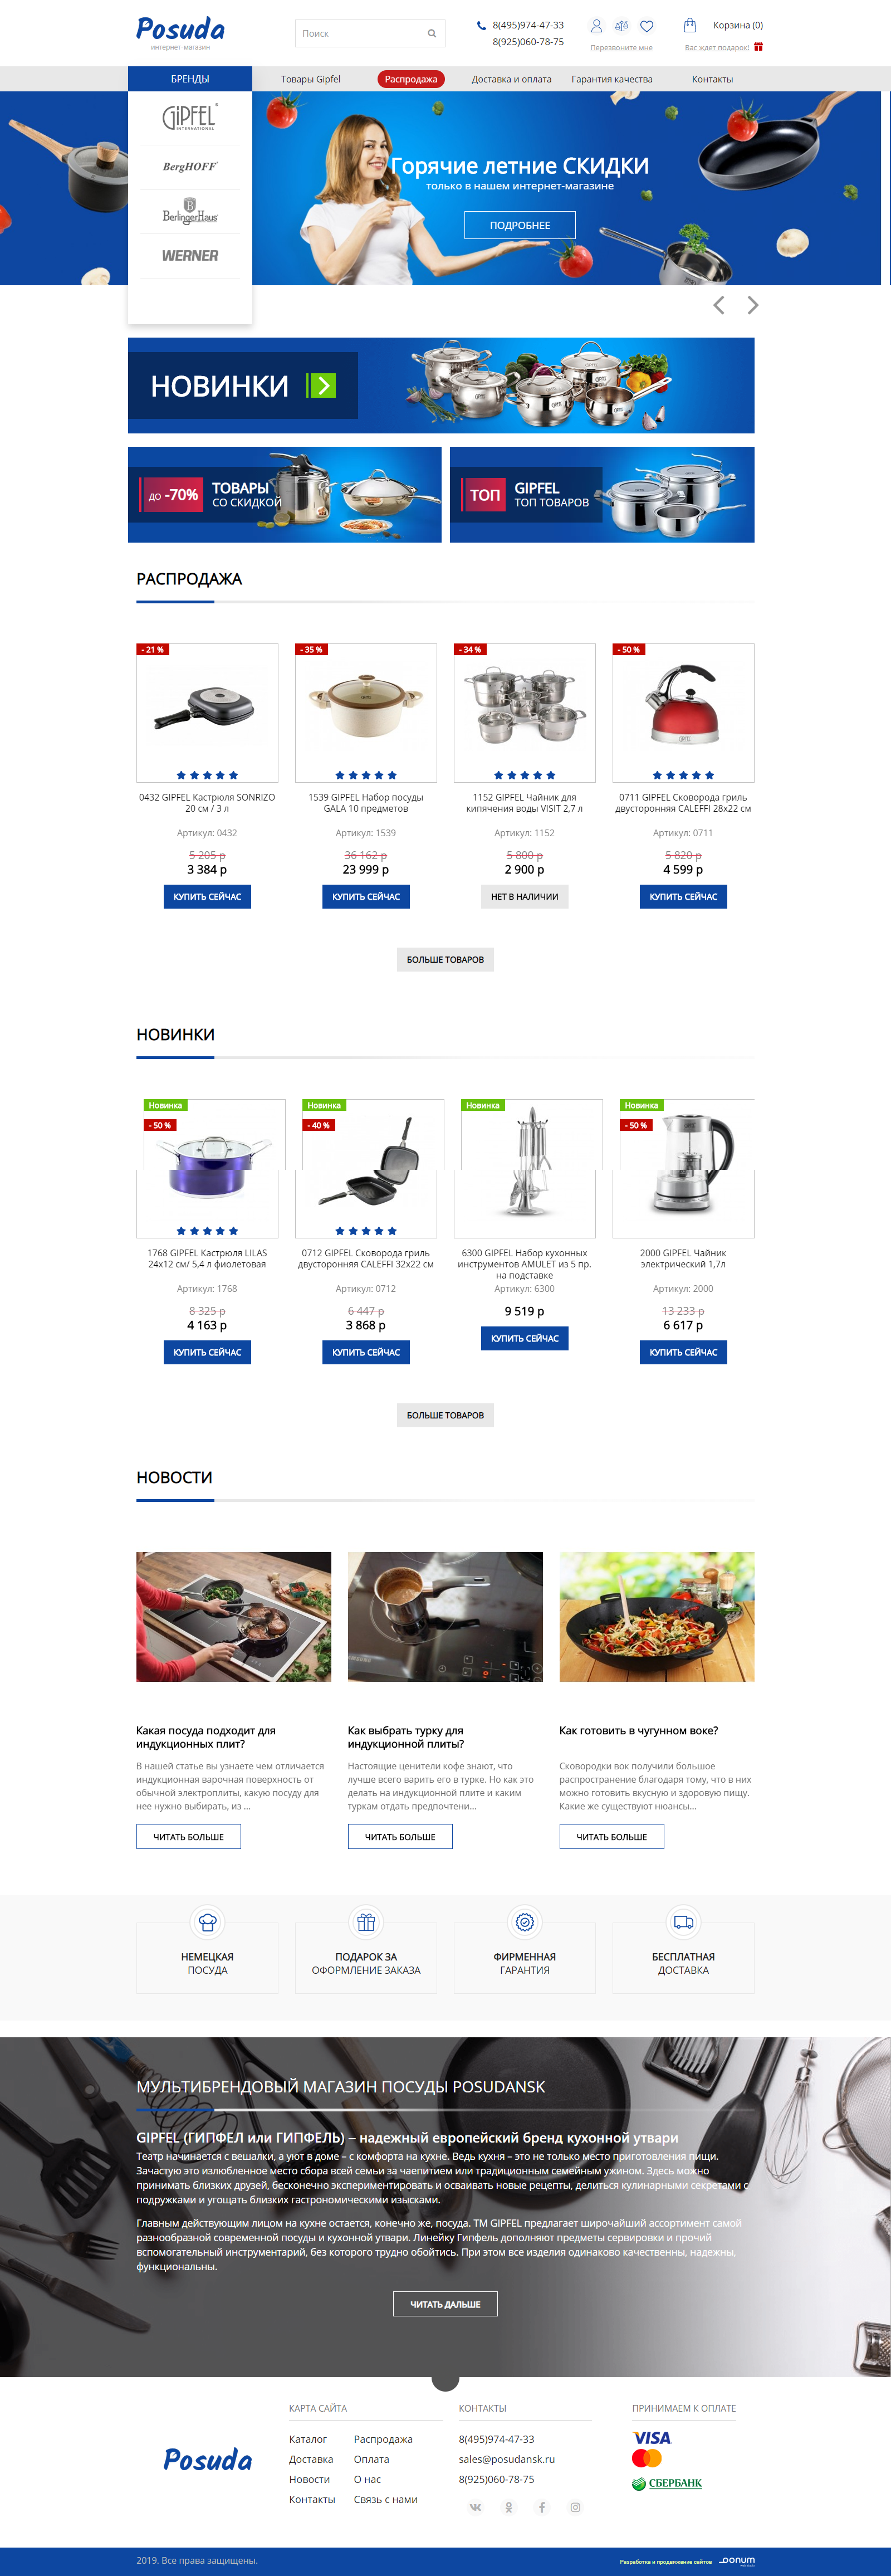 Posuda
интернет-магазин
Поиск
8(495)974-47-33
8(925)060-78-75
Перезвоните мне
Корзина (0)
Вас ждет подарок!
БРЕНДЫ
Товары Gipfel
Распродажа
Доставка и оплата
Гарантия качества
Контакты
GIPFEL
INTERNATIONAL
BergHOFF
BerlingerHaus
WERNER
Горячие летние СКИДКИ
только в нашем интернет-магазине
ПОДРОБНЕЕ
НОВИНКИ
ДО -70%
ТОВАРЫ
СО СКИДКОЙ
ТОП
GIPFEL
ТОП ТОВАРОВ
РАСПРОДАЖА
- 21 %
- 35 %
- 34 %
- 50 %
0432 GIPFEL Кастрюля SONRIZO
20 см / 3 л
1539 GIPFEL Набор посуды
GALA 10 предметов
1152 GIPFEL Чайник для
кипячения воды VISIT 2,7 л
0711 GIPFEL Сковорода гриль
двусторонняя CALEFFI 28х22 см
Артикул: 0432
Артикул: 1539
Артикул: 1152
Артикул: 0711
5 205 р
36 162 р
5 800 р
5 820 р
3 384 р
23 999 р
2 900 р
4 599 р
КУПИТЬ СЕЙЧАС
КУПИТЬ СЕЙЧАС
НЕТ В НАЛИЧИИ
КУПИТЬ СЕЙЧАС
БОЛЬШЕ ТОВАРОВ
НОВИНКИ
Новинка
Новинка
Новинка
Новинка
- 50 %
- 40 %
- 50 %
1768 GIPFEL Кастрюля LILAS
24х12 см/ 5,4 л фиолетовая
0712 GIPFEL Сковорода гриль
двусторонняя CALEFFI 32х22 см
6300 GIPFEL Набор кухонных
инструментов AMULET из 5 пр.
на подставке
2000 GIPFEL Чайник
электрический 1,7л
Артикул: 1768
Артикул: 0712
Артикул: 6300
Артикул: 2000
8 325 р
6 447 р
13 233 р
4 163 р
3 868 р
9 519 р
6 617 р
КУПИТЬ СЕЙЧАС
КУПИТЬ СЕЙЧАС
КУПИТЬ СЕЙЧАС
КУПИТЬ СЕЙЧАС
БОЛЬШЕ ТОВАРОВ
НОВОСТИ
Какая посуда подходит для
индукционных плит?
В нашей статье вы узнаете чем отличается
индукционная варочная поверхность от
обычной электроплиты, какую посуду для
нее нужно выбирать, из ...
ЧИТАТЬ БОЛЬШЕ
Как выбрать турку для
индукционной плиты?
Настоящие ценители кофе знают, что
лучше всего варить его в турке. Но как это
делать на индукционной плите и каким
туркам отдать предпочтени...
ЧИТАТЬ БОЛЬШЕ
Как готовить в чугунном воке?
Сковородки вок получили большое
распространение благодаря тому, что в них
можно готовить вкусную и здоровую пищу.
Какие же существуют нюансы...
ЧИТАТЬ БОЛЬШЕ
НЕМЕЦКАЯ
ПОСУДА
ПОДАРОК ЗА
ОФОРМЛЕНИЕ ЗАКАЗА
ФИРМЕННАЯ
ГАРАНТИЯ
БЕСПЛАТНАЯ
ДОСТАВКА
МУЛЬТИБРЕНДОВЫЙ МАГАЗИН ПОСУДЫ POSUDANSK
GIPFEL (ГИПФЕЛ или ГИПФЕЛЬ) – надежный европейский бренд кухонной утвари
Театр начинается с вешалки, а уют в доме – с комфорта на кухне. Ведь кухня – это не только место приготовления пищи.
Зачастую это излюбленное место сбора всей семьи за чаепитием или традиционным семейным ужином. Здесь можно
принимать близких друзей, бесконечно экспериментировать и осваивать новые рецепты, делиться кулинарными секретами с
подружками и угощать близких гастрономическими изысками.
Главным действующим лицом на кухне остается, конечно же, посуда. ТМ GIPFEL предлагает широчайший ассортимент самой
разнообразной современной посуды и кухонной утвари. Линейку Гипфель дополняют предметы сервировки и прочий
вспомогательный инструментарий, без которого трудно обойтись. При этом все изделия одинаково качественны, надежны,
функциональны.
ЧИТАТЬ ДАЛЬШЕ
Posuda
КАРТА САЙТА
Каталог
Распродажа
Доставка
Оплата
Новости
О нас
Контакты
Связь с нами
КОНТАКТЫ
8(495)974-47-33
sales@posudansk.ru
8(925)060-78-75
ПРИНИМАЕМ К ОПЛАТЕ
VISA
СБЕРБАНК
2019. Все права защищены.
Разработка и продвижение сайтов